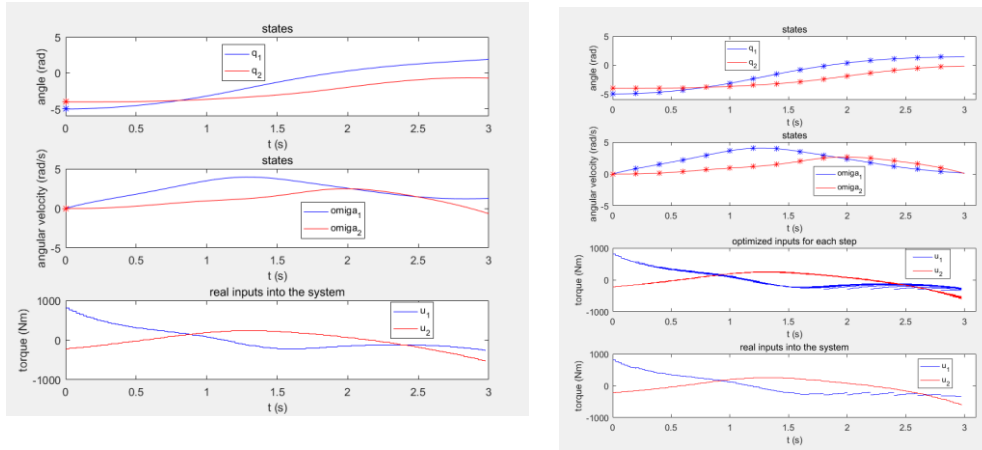 states
angle (rad)
5
0
-5
q1
q2
0
0.5
1
1.5
2
2.5
3
t (s)
states
angular velocity (rad/s)
5
0
-5
omiga1
omiga2
0
0.5
1
1.5
2
2.5
3
t (s)
real inputs into the system
torque (Nm)
1000
0
-1000
u1
u2
0
0.5
1
1.5
2
2.5
3
t (s)
states
angle (rad)
5
0
-5
q1
q2
0
0.5
1
1.5
2
2.5
3
t (s)
states
angular velocity (rad/s)
5
0
-5
omiga1
omiga2
0
0.5
1
1.5
2
2.5
3
t (s)
optimized inputs for each step
torque (Nm)
1000
0
-1000
u1
u2
0
0.5
1
1.5
2
2.5
3
t (s)
real inputs into the system
torque (Nm)
1000
0
-1000
u1
u2
0
0.5
1
1.5
2
2.5
3
t (s)